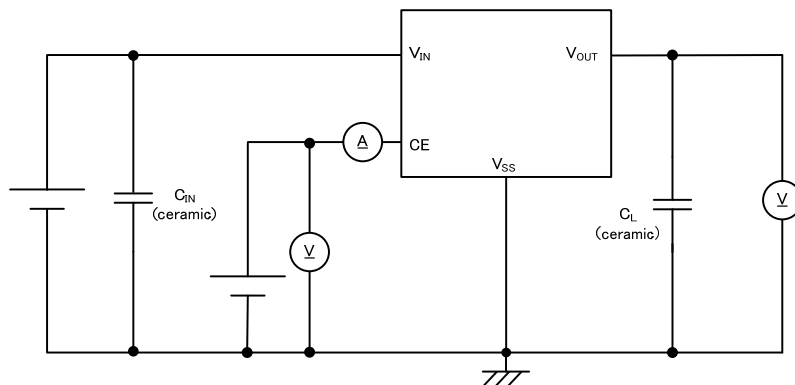 VIN
VOUT
A
CE
VSS
CIN
(ceramic)
V
CL
(ceramic)
V